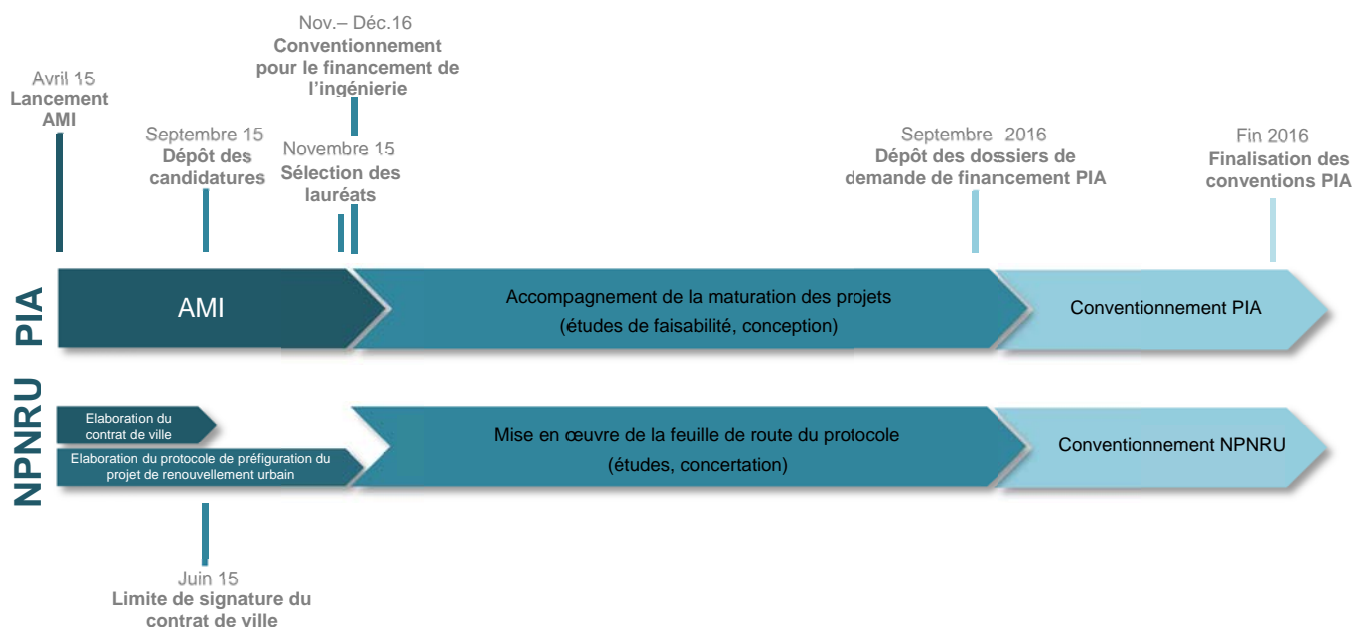 Nov.– Déc.16
Conventionnement
pour le financement de
l'ingénierie
Avril 15
Lancement
AMI
Septembre 15
Dépôt des
candidatures
Novembre 15
Sélection des
lauréats
Septembre 2016
Dépôt des dossiers de
demande de financement PIA
Fin 2016
Finalisation des
conventions PIA
PIA
AMI
Accompagnement de la maturation des projets
(études de faisabilité, conception)
Conventionnement PIA
NPNRU
Elaboration du
contrat de ville
Elaboration du protocole de préfiguration du
projet de renouvellement urbain
Mise en œuvre de la feuille de route du protocole
(études, concertation)
Conventionnement NPNRU
Juin 15
Limite de signature du
contrat de ville